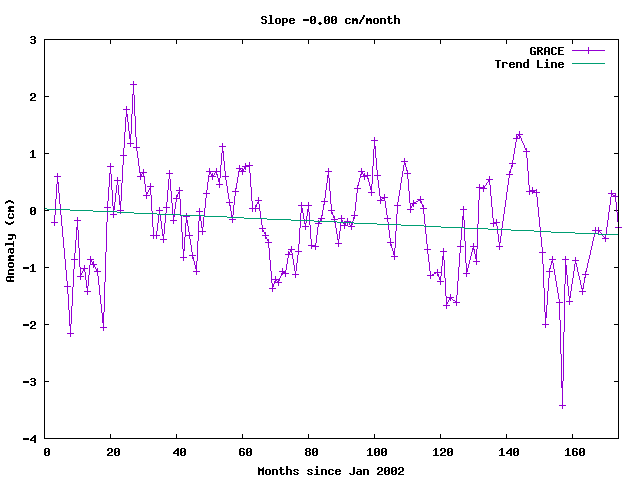 Slope -0.00 cm/month
GRACE
Trend Line
3
2
1
0
-1
-2
-3
-4
Anomaly (cm)
0 20 40 60 80 100 120 140 160
Months since Jan 2002